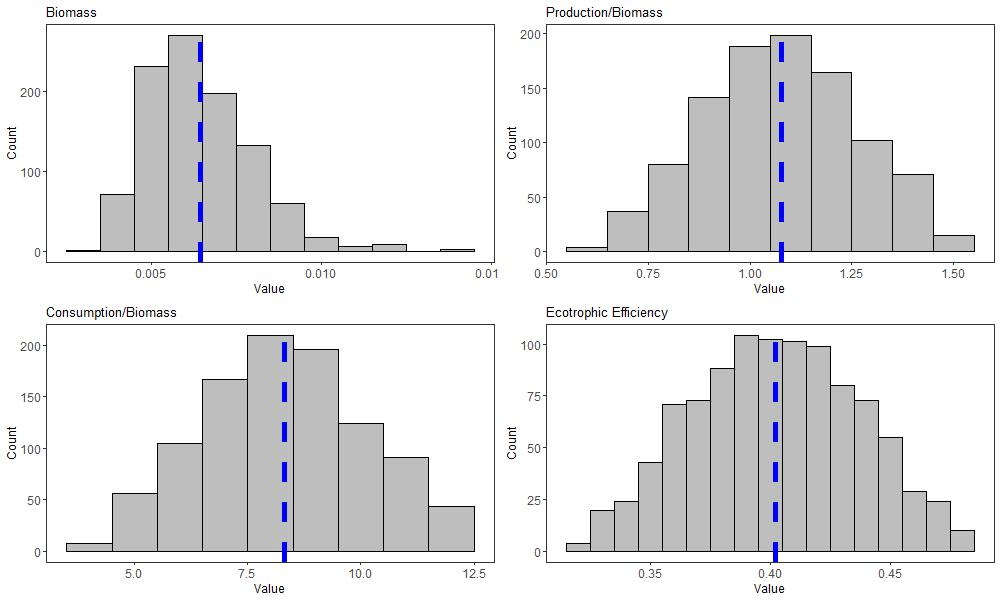 Biomass
Count
200
100
0
0.005 0.010 0.01
Value
Production/Biomass
Count
200
150
100
50
0
0.50 0.75 1.00 1.25 1.50
Value
Consumption/Biomass
Count
200
150
100
50
0
5.0 7.5 10.0 12.5
Value
Ecotrophic Efficiency
Count
100
75
50
25
0
0.35 0.40 0.45
Value